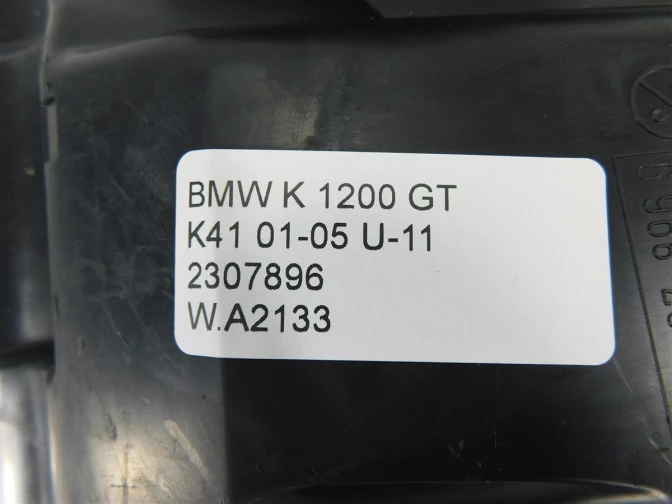 BMW K 1200 GT
K41 01-05 U-11
2307896
W.A2133